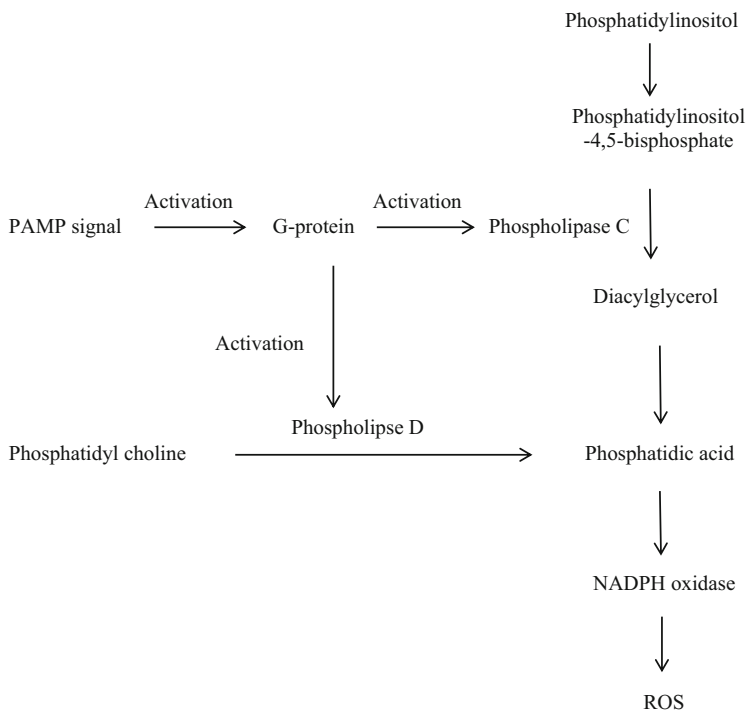 Phosphatidylinositol
Phosphatidylinositol
-4,5-bisphosphate
Activation
Activation
PAMP signal
G-protein
Phospholipase C
Diacylglycerol
Activation
Phospholipse D
Phosphatidyl choline
Phosphatidic acid
NADPH oxidase
ROS